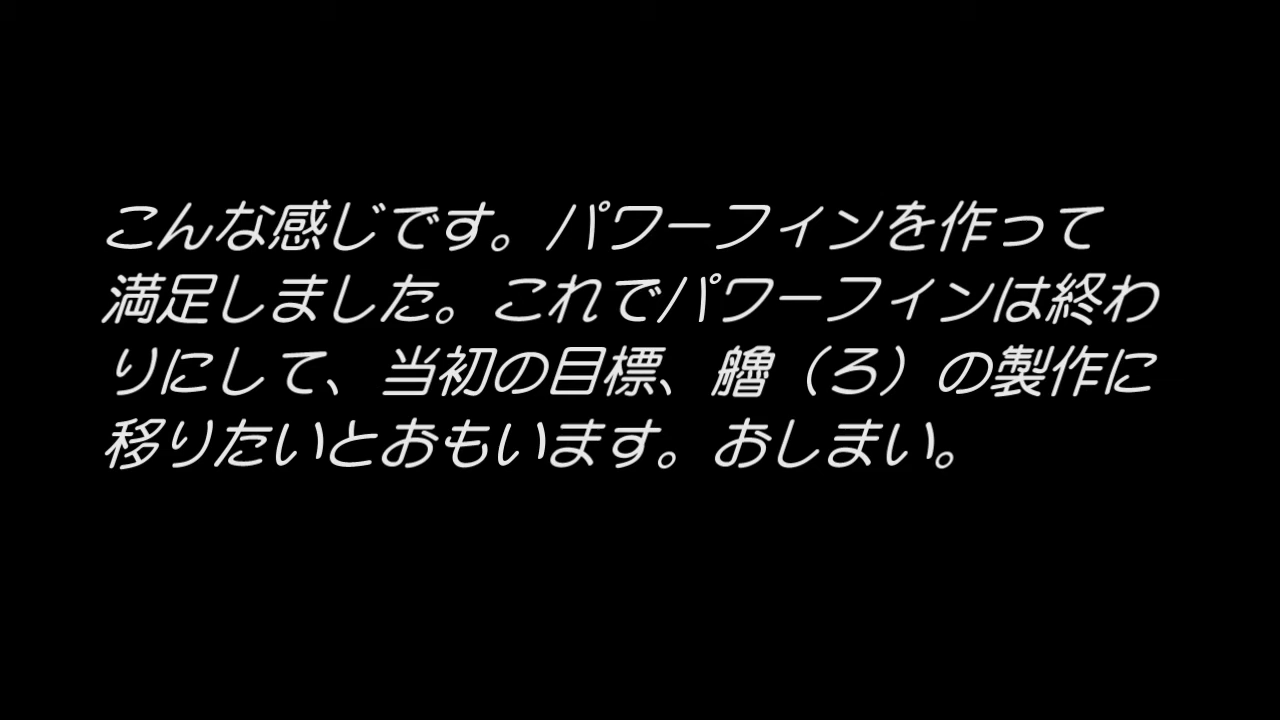 こんな感じです。パワーフィンを作って
満足しました。これでパワーフィンは終わ
りにして、当初の目標、艪（ろ）の製作に
移りたいとおもいます。おしまい。